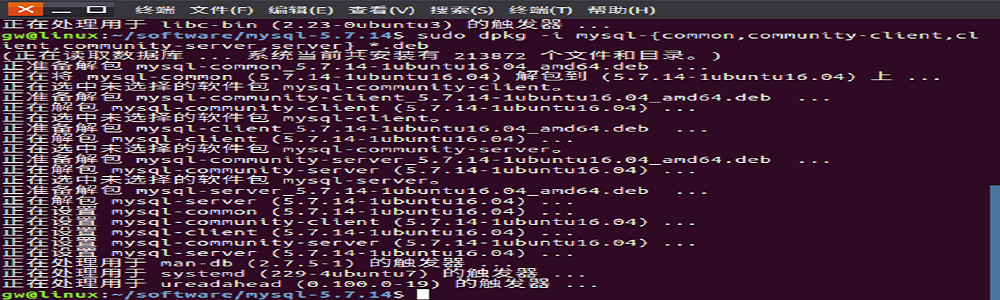 终端 文件(F) 编辑(E) 查看(V) 搜索(S) 终端(T) 帮助(H)
正在处理用于 libc-bin (2.23-0ubuntu3) 的触发器 ...
gw@linux:~/software/mysql-5.7.14$ sudo dpkg -i mysql-{common,community-client,cl
ient,community-server,server}_*.deb
(正在读取数据库 ... 系统当前共安装有 213872 个文件和目录。)
正准备解包 mysql-common_5.7.14-1ubuntu16.04_amd64.deb  ...
正在将 mysql-common (5.7.14-1ubuntu16.04) 解包到 (5.7.14-1ubuntu16.04) 上 ...
正在选中未选择的软件包 mysql-community-client。
正准备解包 mysql-community-client_5.7.14-1ubuntu16.04_amd64.deb  ...
正在解包 mysql-community-client (5.7.14-1ubuntu16.04) ...
正在选中未选择的软件包 mysql-client。
正准备解包 mysql-client_5.7.14-1ubuntu16.04_amd64.deb  ...
正在解包 mysql-client (5.7.14-1ubuntu16.04) ...
正在选中未选择的软件包 mysql-community-server。
正准备解包 mysql-community-server_5.7.14-1ubuntu16.04_amd64.deb  ...
正在解包 mysql-community-server (5.7.14-1ubuntu16.04) ...
正在选中未选择的软件包 mysql-server。
正准备解包 mysql-server_5.7.14-1ubuntu16.04_amd64.deb  ...
正在解包 mysql-server (5.7.14-1ubuntu16.04) ...
正在设置 mysql-common (5.7.14-1ubuntu16.04) ...
正在设置 mysql-community-client (5.7.14-1ubuntu16.04) ...
正在设置 mysql-client (5.7.14-1ubuntu16.04) ...
正在设置 mysql-community-server (5.7.14-1ubuntu16.04) ...
正在设置 mysql-server (5.7.14-1ubuntu16.04) ...
正在处理用于 man-db (2.7.5-1) 的触发器 ...
正在处理用于 systemd (229-4ubuntu7) 的触发器 ...
正在处理用于 ureadahead (0.100.0-19) 的触发器 ...
gw@linux:~/software/mysql-5.7.14$